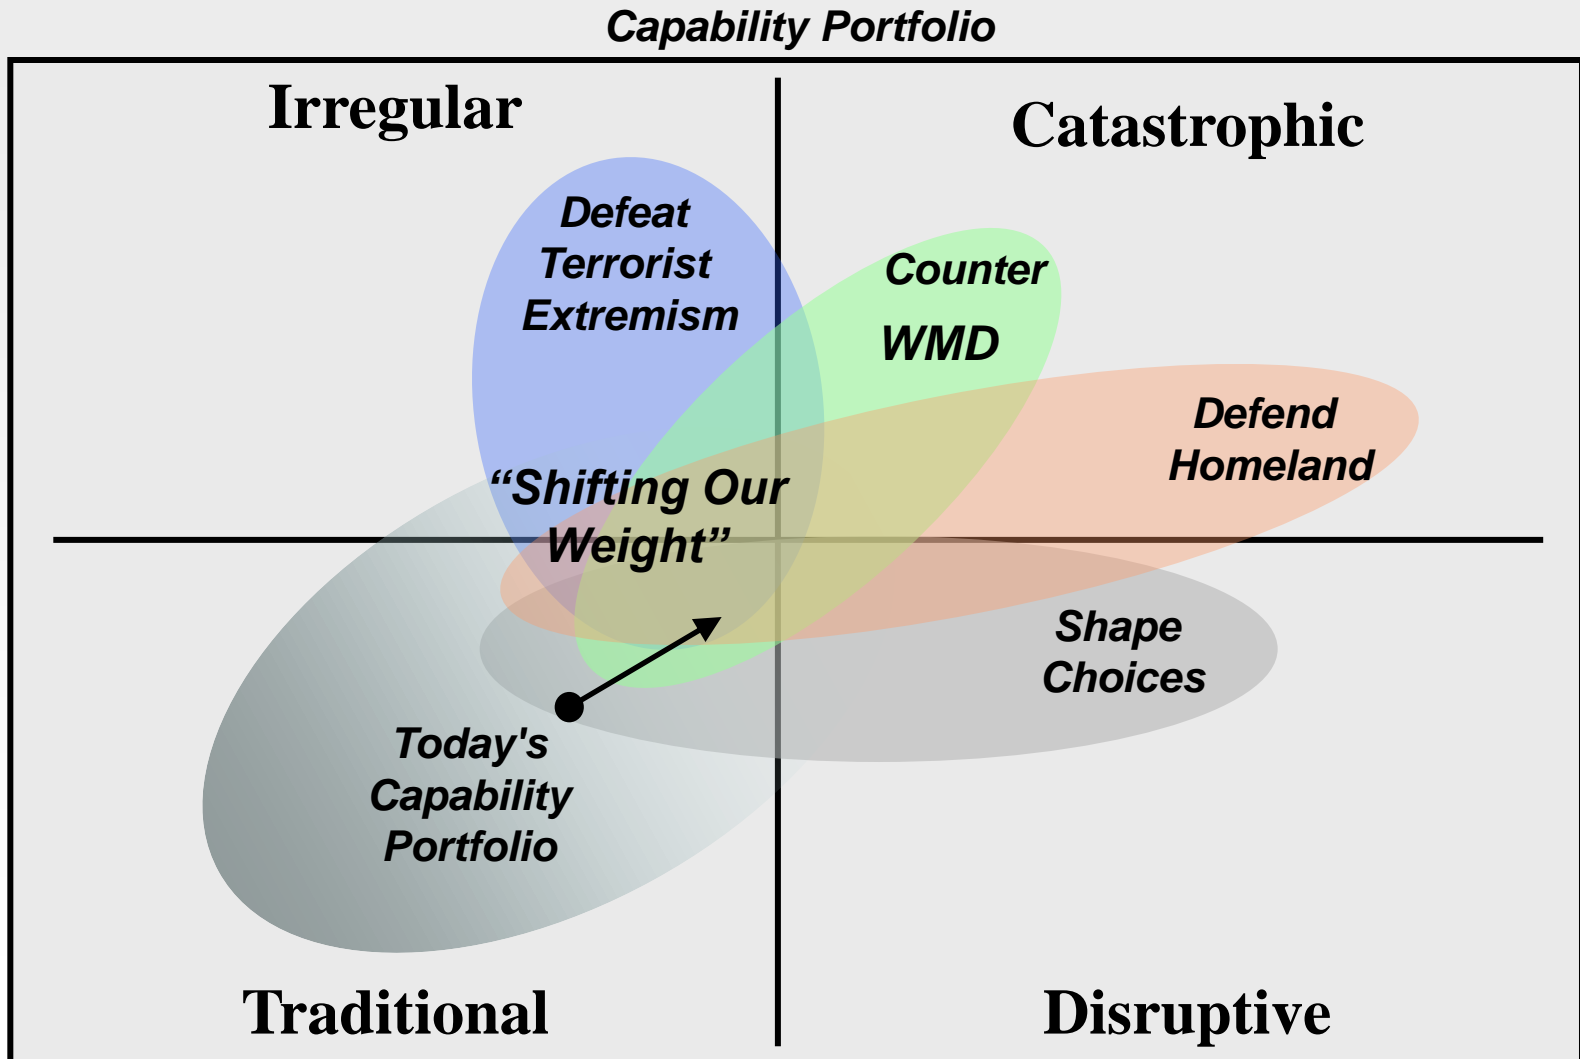 Capability Portfolio
Irregular
Catastrophic
Defeat
Terrorist
Extremism
Counter
WMD
Defend
Homeland
“Shifting Our
Weight”
Shape
Choices
Today's
Capability
Portfolio
Traditional
Disruptive